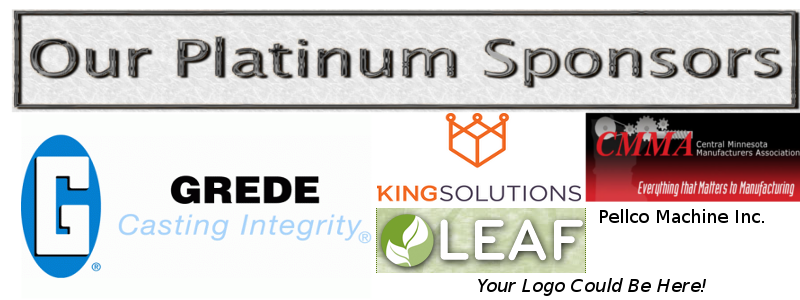 Our Platinum Sponsors
G
®
GREDE
Casting Integrity®
KINGSOLUTIONS
LEAF
CMMA
Central Minnesota
Manufacturers Association
Everything that Matters to Manufacturing
Pellco Machine Inc.
Your Logo Could Be Here!